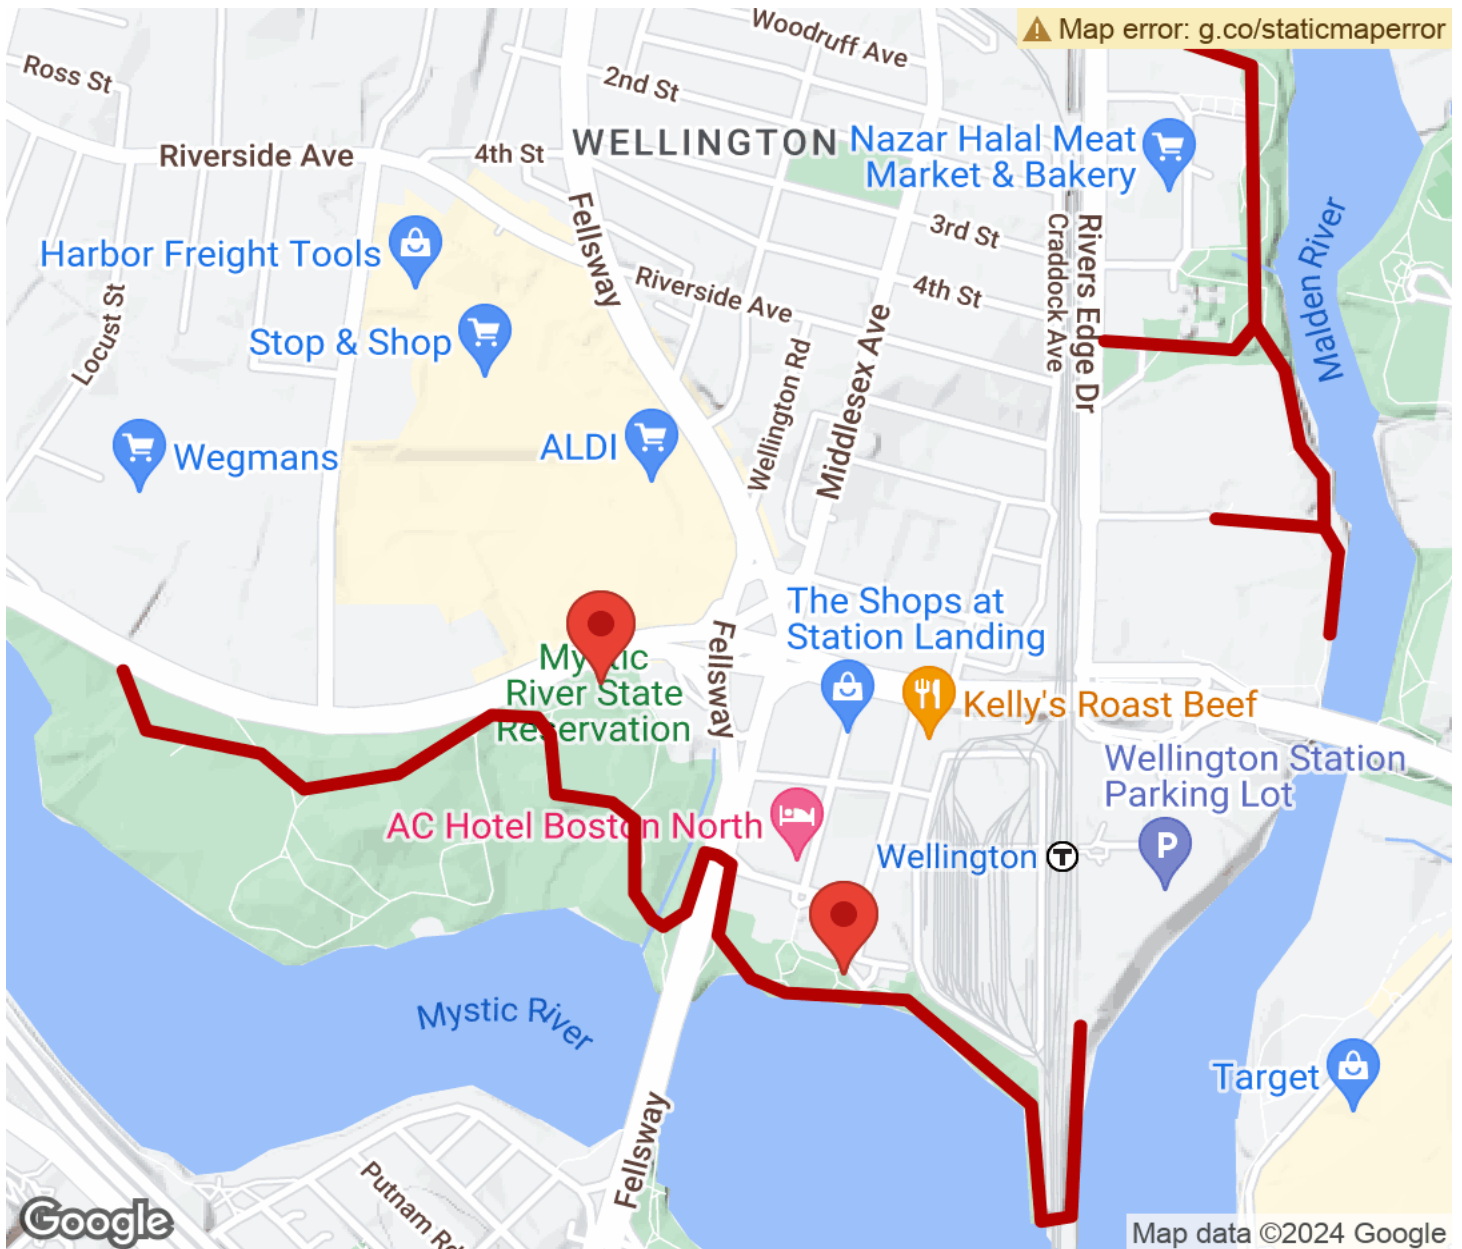 Map error: g.co/staticmaperror
Woodruff Ave
Ross St
2nd St
WELLINGTON
Nazar Halal Meat
Market & Bakery
Riverside Ave
4th St
Fellsway
3rd St
Rivers Edge Dr
Craddock Ave
Malden River
Harbor Freight Tools
Riverside Ave
4th St
Locust St
Stop & Shop
Middlesex Ave
Wellington Rd
ALDI
Wegmans
The Shops at
Station Landing
Fellsway
Mystic
River State
Reservation
Kelly's Roast Beef
Wellington Station
Parking Lot
AC Hotel Boston North
Wellington
T
P
Mystic River
Target
Fellsway
Putnam Rd
Google
Map data ©2024 Google